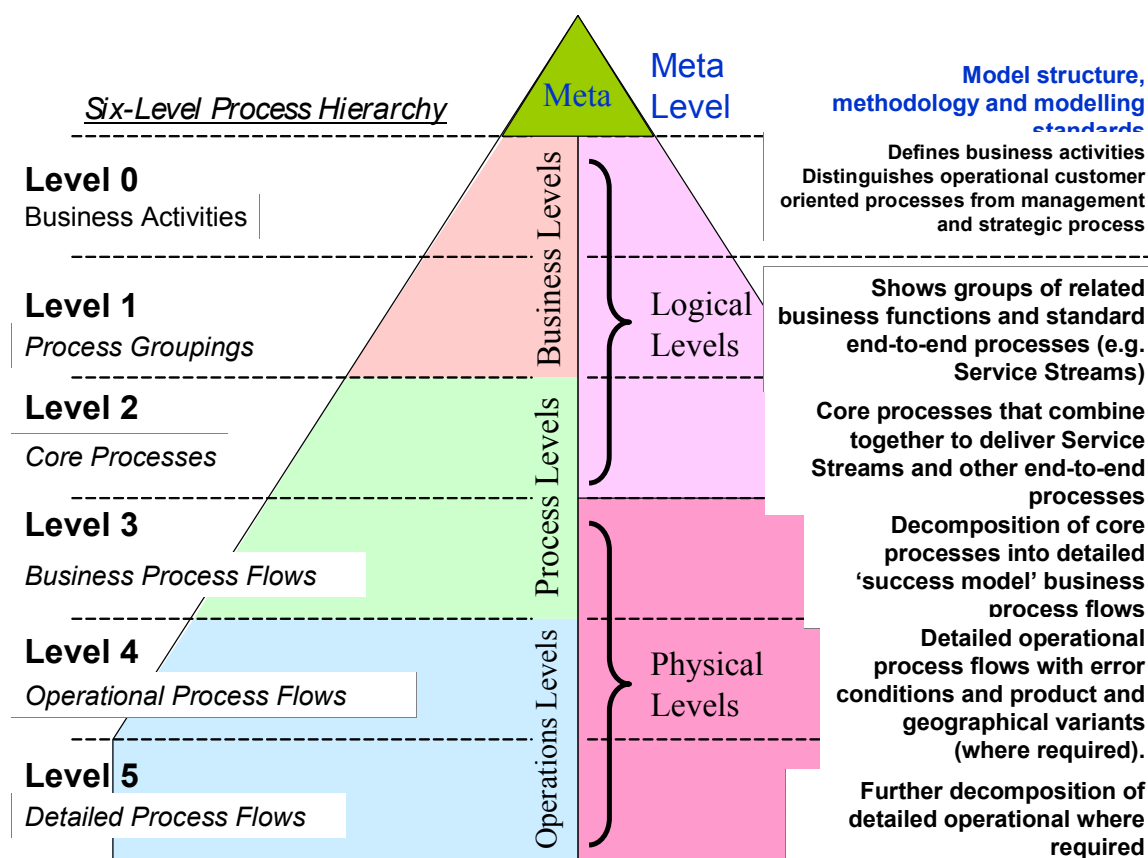 Six-Level Process Hierarchy
Meta
Meta
Level
Model structure,
methodology and modelling
standards
Level 0
Business Activities
Defines business activities
Distinguishes operational customer
oriented processes from management
and strategic process
Level 1
Process Groupings
Business Levels
Logical
Levels
Shows groups of related
business functions and standard
end-to-end processes (e.g.
Service Streams)
Level 2
Core Processes
Core processes that combine
together to deliver Service
Streams and other end-to-end
processes
Level 3
Business Process Flows
Process Levels
Decomposition of core
processes into detailed
‘success model’ business
process flows
Level 4
Operational Process Flows
Physical
Levels
Detailed operational
process flows with error
conditions and product and
geographical variants
(where required).
Level 5
Detailed Process Flows
Operations Levels
Further decomposition of
detailed operational where
required